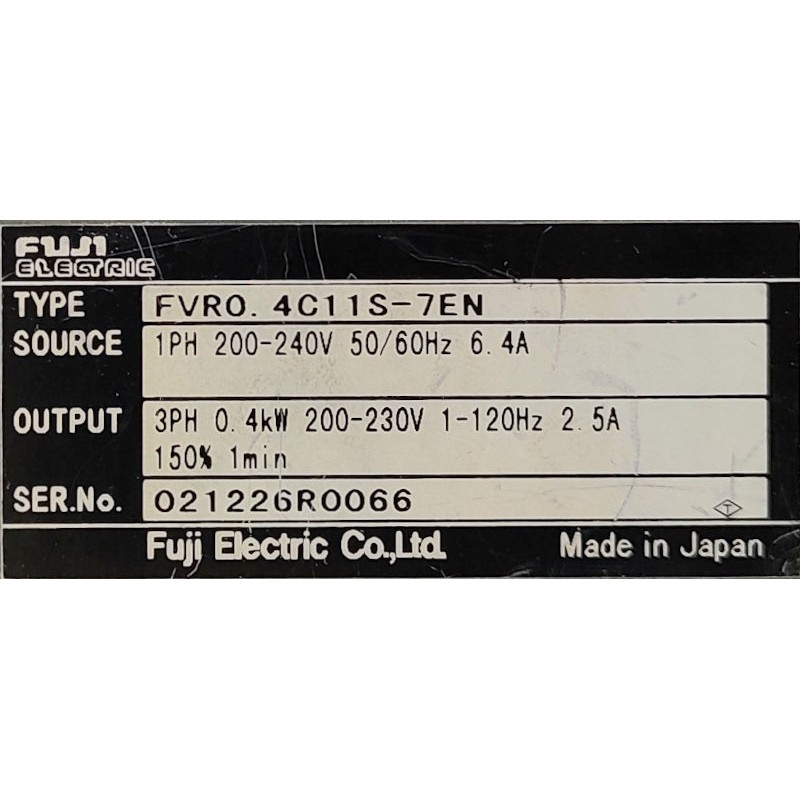 FUJI
ELECTRIC
TYPE FVR0.4C11S-7EN
SOURCE 1PH 200-240V 50/60Hz 6.4A
OUTPUT 3PH 0.4kW 200-230V 1-120Hz 2.5A
150% 1min
SER.No. 021226R0066
T
Fuji Electric Co.,Ltd. Made in Japan